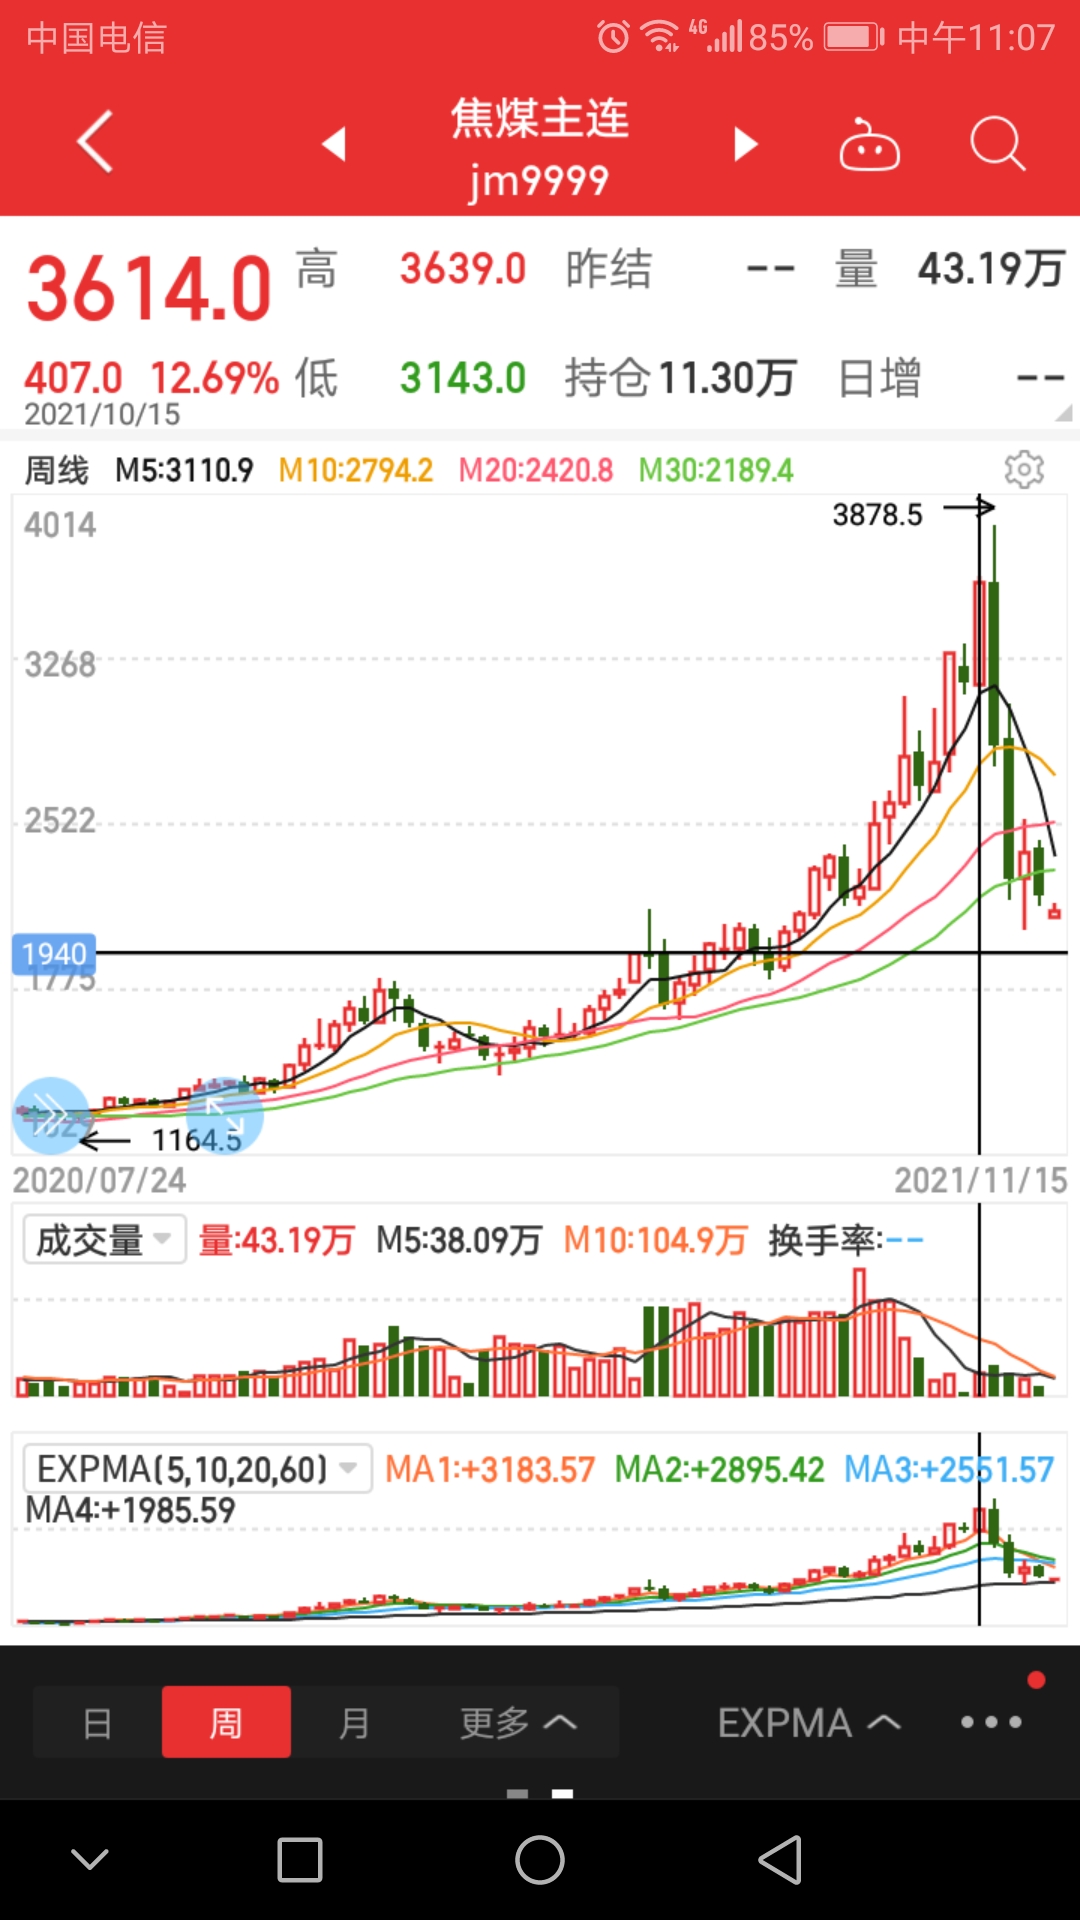 中国电信
4G 85% 中午11:07
焦煤主连
jm9999
3614.0 高 3639.0 昨结 -- 量 43.19万
407.0 12.69% 低 3143.0 持仓 11.30万 日增 --
2021/10/15
周线 M5:3110.9 M10:2794.2 M20:2420.8 M30:2189.4
4014
3878.5
3268
2522
1940
1775
1164.5
2020/07/24 2021/11/15
成交量 量:43.19万 M5:38.09万 M10:104.9万 换手率:--
EXPMA(5,10,20,60) MA1:+3183.57 MA2:+2895.42 MA3:+2551.57
MA4:+1985.59
日 周 月 更多 EXPMA